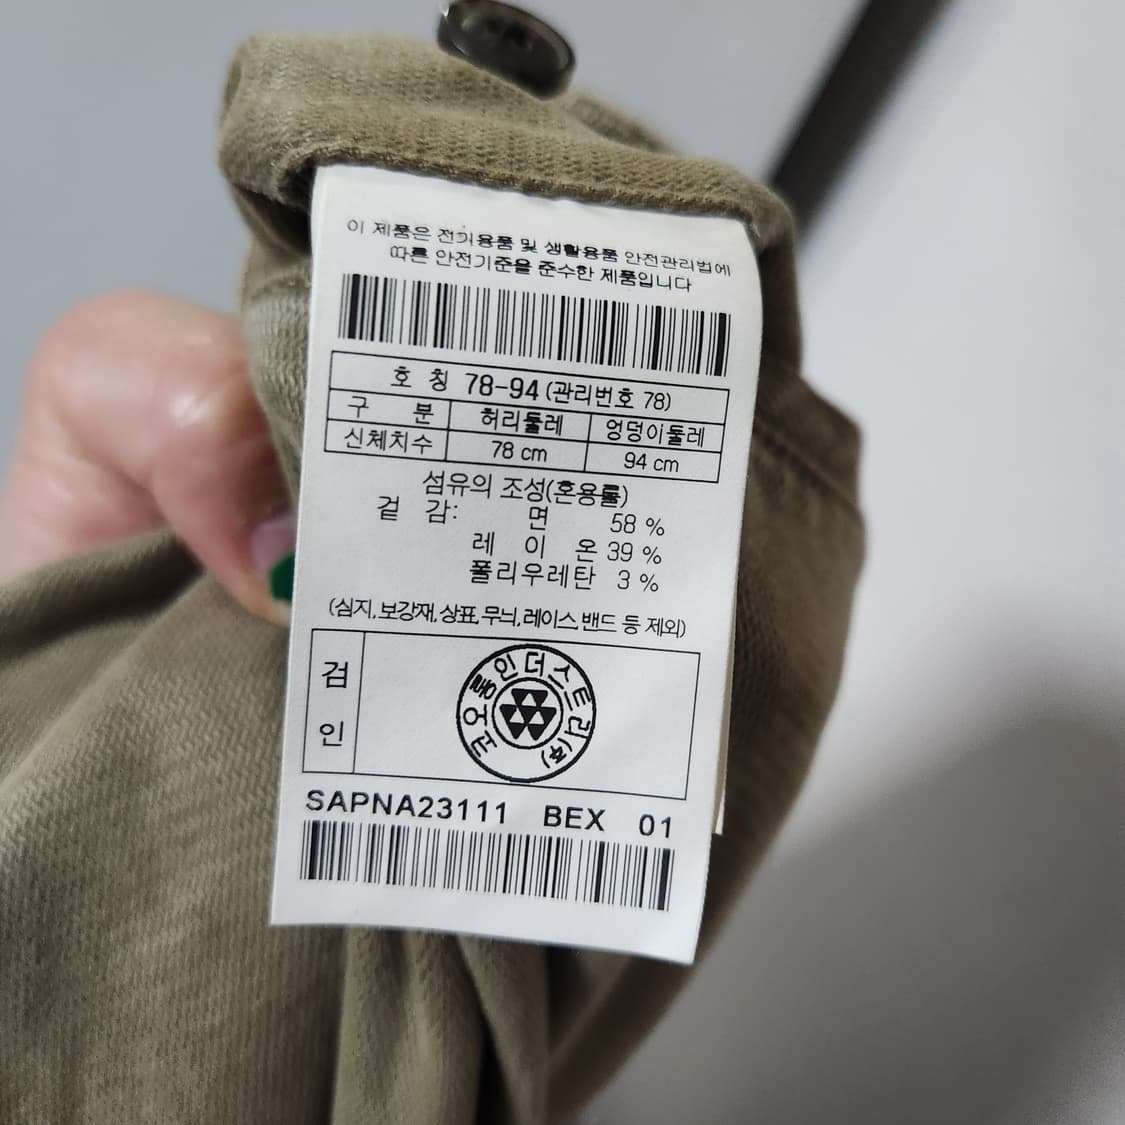 이 제품은 전기용품 및 생활용품 안전관리법에
따른 안전기준을 준수한 제품입니다
호 칭 78-94 (관리번호 78)
구 분 허리둘레 엉덩이둘레
신체치수 78 cm 94 cm
섬유의 조성(혼용률)
겉 감: 면 58 %
레 이 온 39 %
폴리우레탄 3 %
(심지, 보강재, 상표, 무늬, 레이스, 밴드 등 제외)
검 인
코오롱인더스트리(주)
SAPNA23111 BEX 01